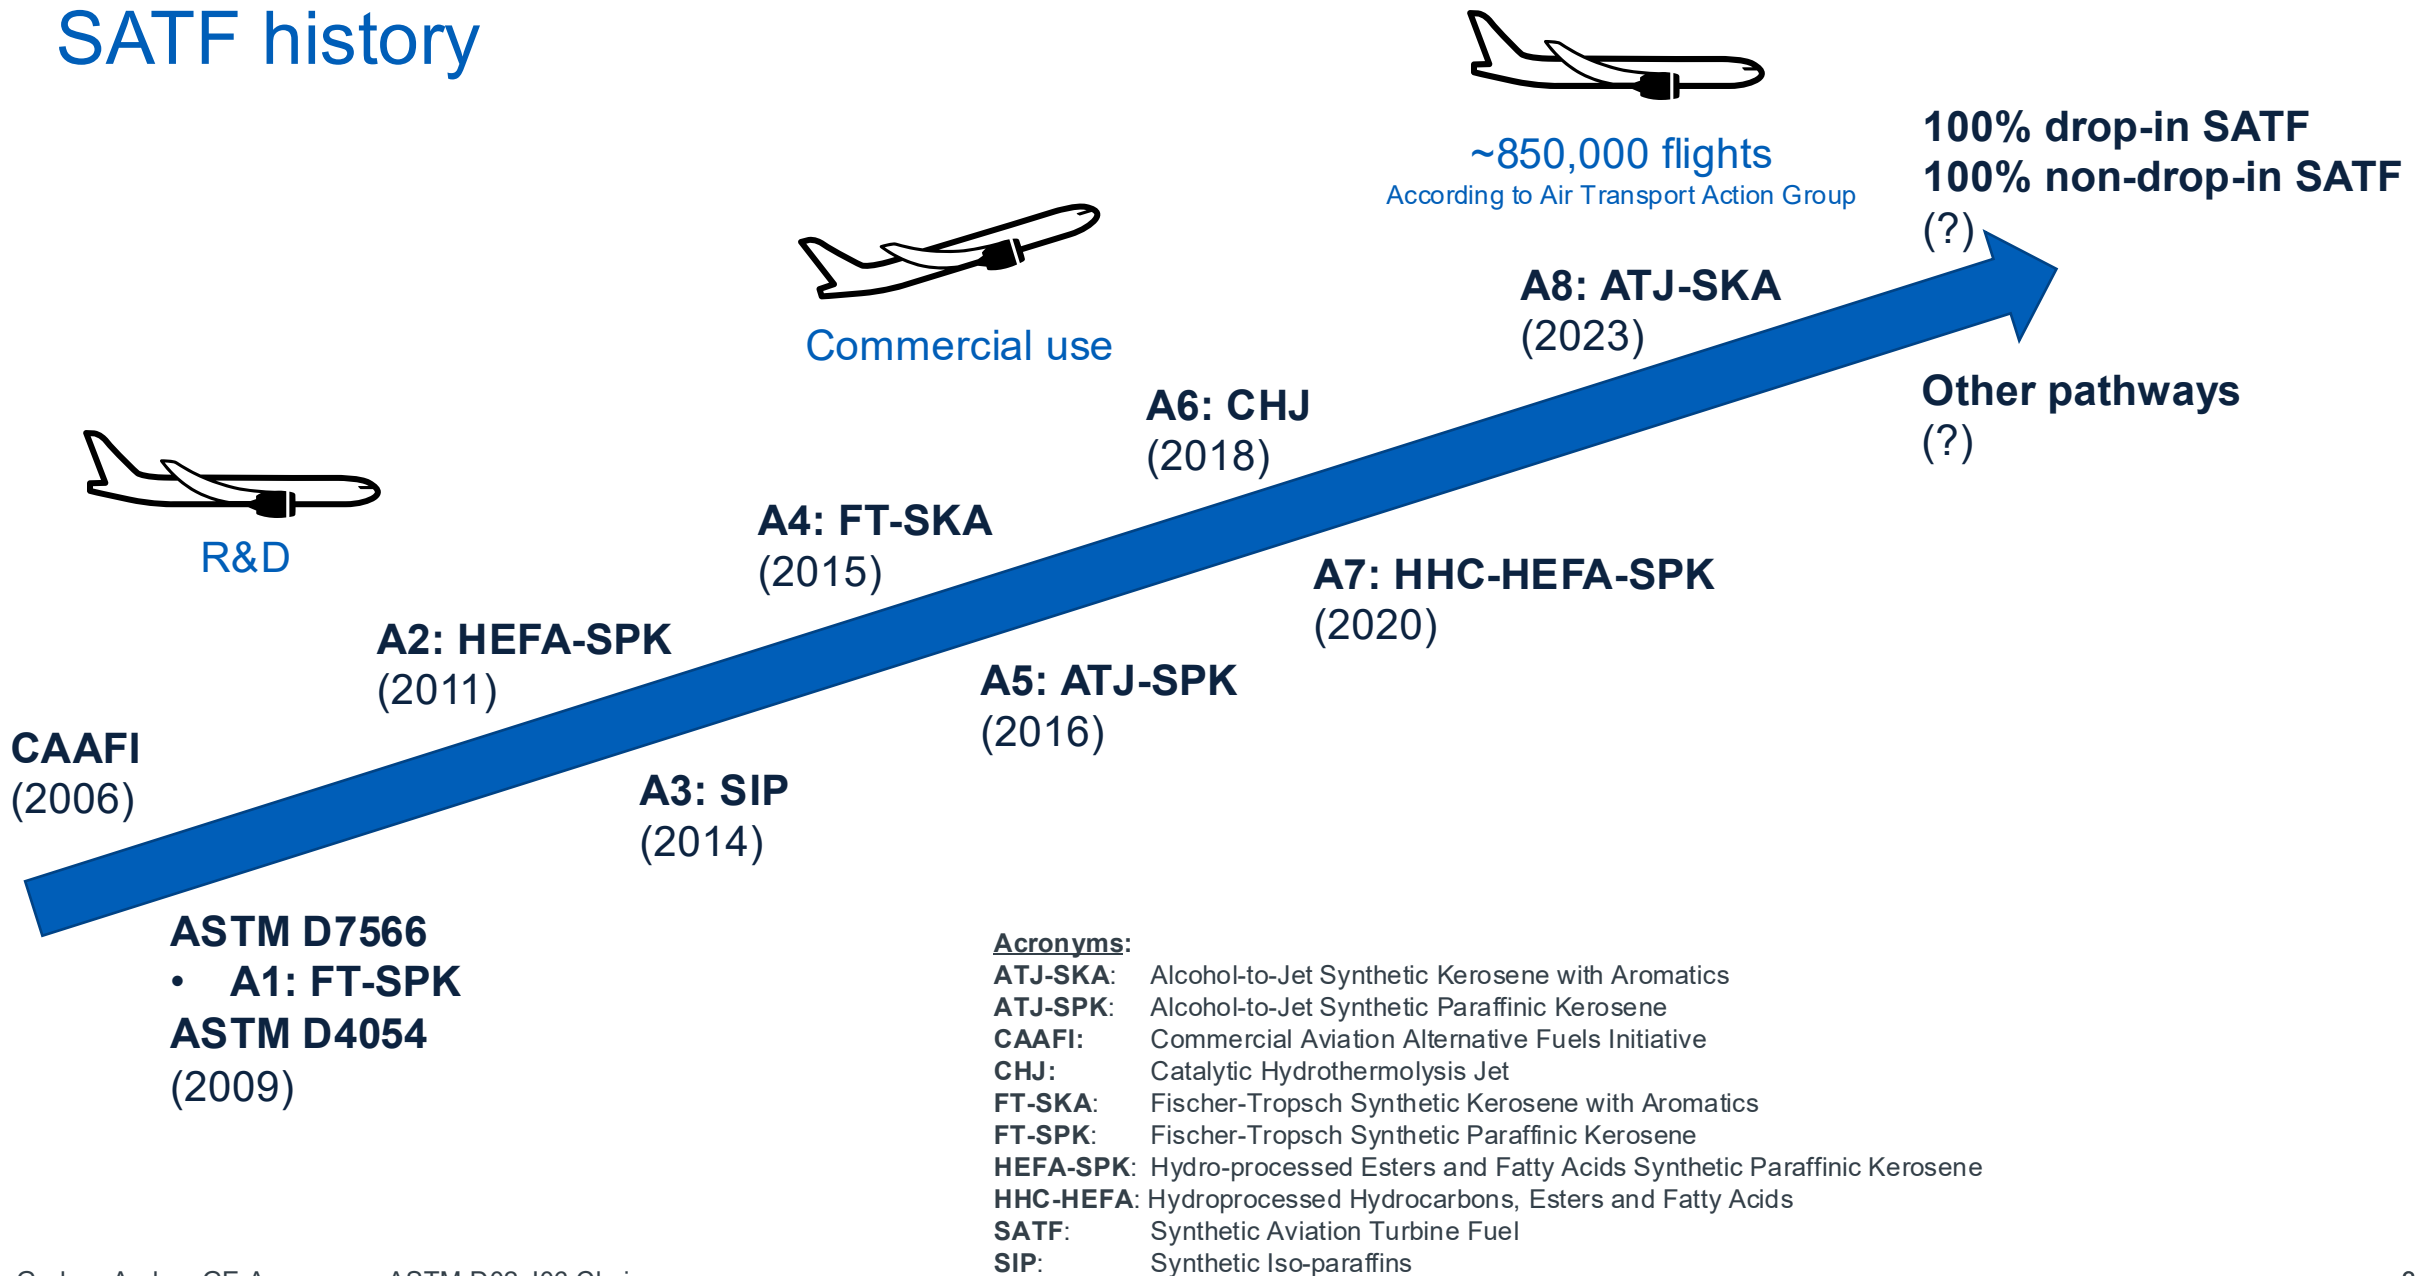 SATF history
~850,000 flights
According to Air Transport Action Group
100% drop-in SATF
100% non-drop-in SATF
(?)
Commercial use
A8: ATJ-SKA
(2023)
Other pathways
(?)
A6: CHJ
(2018)
R&D
A4: FT-SKA
(2015)
A7: HHC-HEFA-SPK
(2020)
A2: HEFA-SPK
(2011)
A5: ATJ-SPK
(2016)
CAAFI
(2006)
A3: SIP
(2014)
ASTM D7566
• A1: FT-SPK
ASTM D4054
(2009)
Acronyms:
ATJ-SKA: Alcohol-to-Jet Synthetic Kerosene with Aromatics
ATJ-SPK: Alcohol-to-Jet Synthetic Paraffinic Kerosene
CAAFI: Commercial Aviation Alternative Fuels Initiative
CHJ: Catalytic Hydrothermolysis Jet
FT-SKA: Fischer-Tropsch Synthetic Kerosene with Aromatics
FT-SPK: Fischer-Tropsch Synthetic Paraffinic Kerosene
HEFA-SPK: Hydro-processed Esters and Fatty Acids Synthetic Paraffinic Kerosene
HHC-HEFA: Hydroprocessed Hydrocarbons, Esters and Fatty Acids
SATF: Synthetic Aviation Turbine Fuel
SIP: Synthetic Iso-paraffins